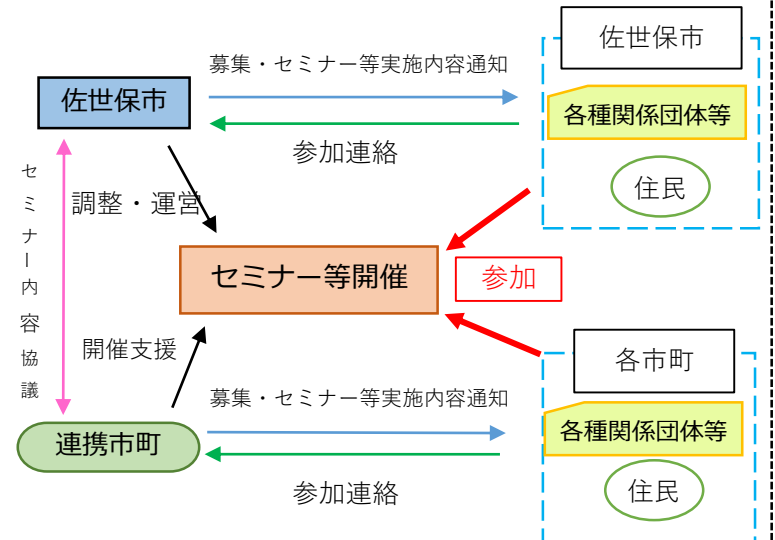 佐世保市
募集・セミナー等実施内容通知
佐世保市
各種関係団体等
参加連絡
住民
セミナー内容協議
調整・運営
セミナー等開催
参加
開催支援
各市町
募集・セミナー等実施内容通知
各種関係団体等
連携市町
参加連絡
住民